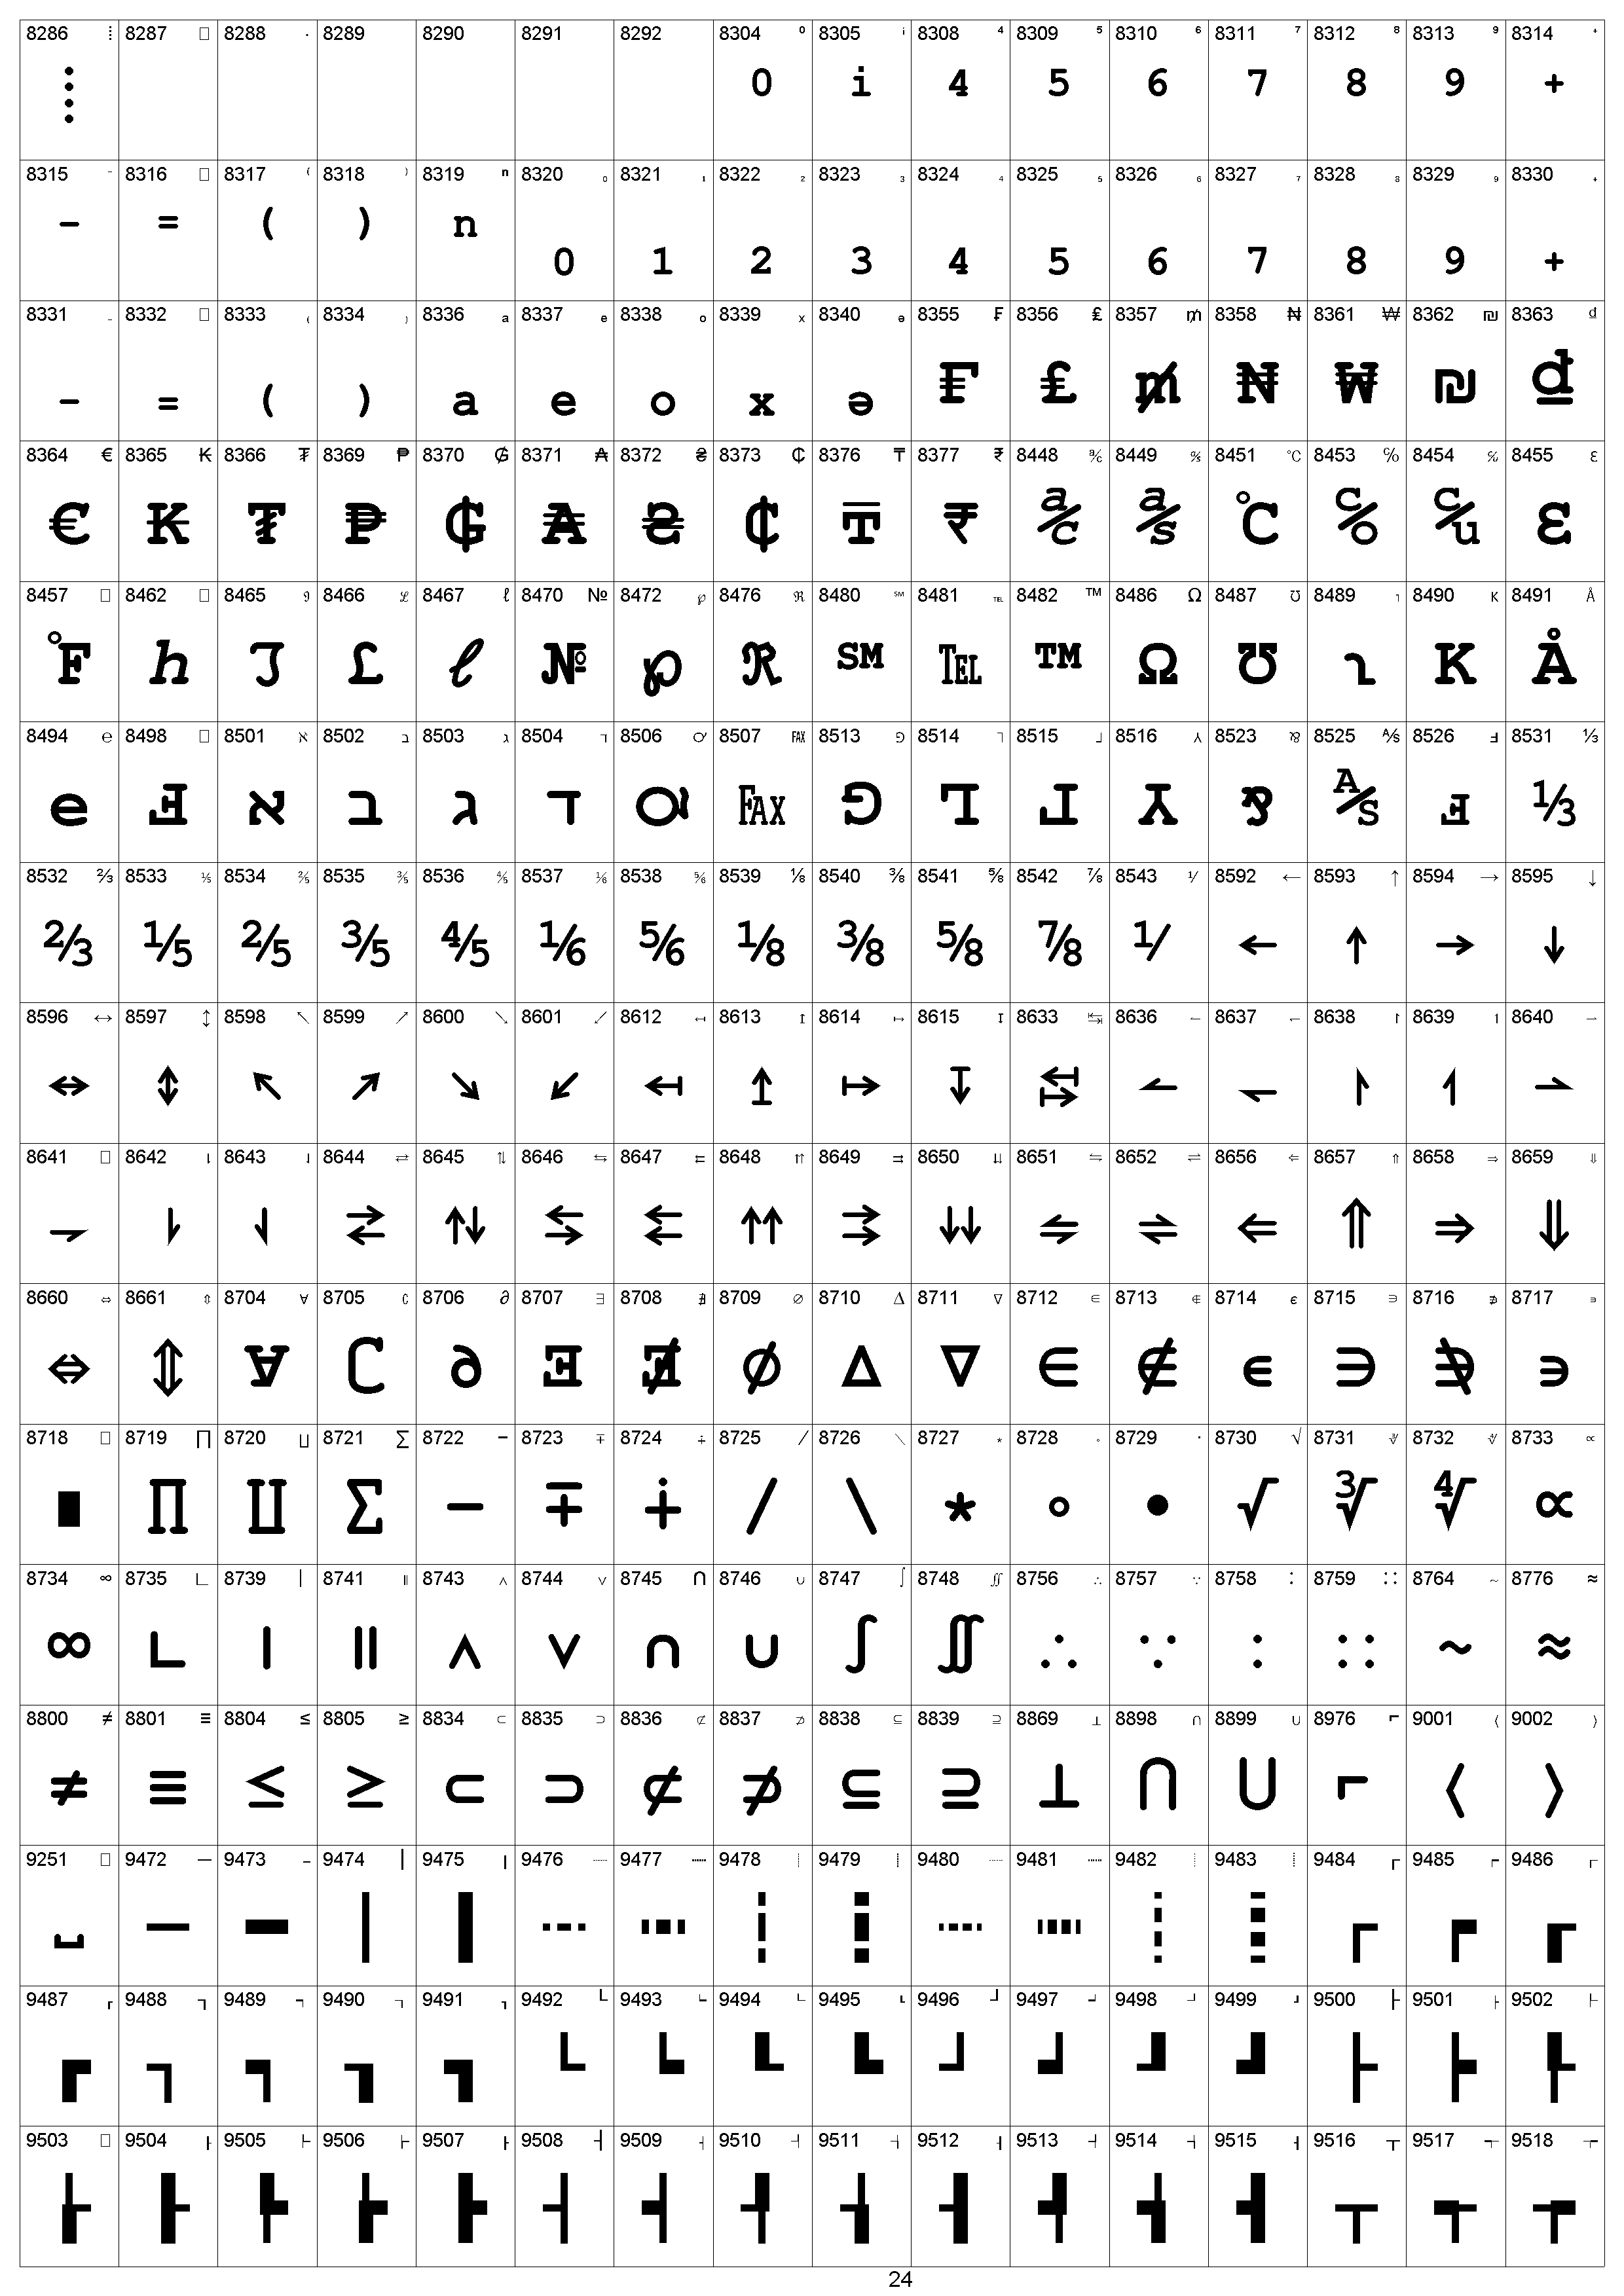 8286 ⁞ 8287 □ 8288 · 8289 8290 8291 8292 8304 ⁰ 8305 ⁱ 8308 ⁴ 8309 ⁵ 8310 ⁶ 8311 ⁷ 8312 ⁸ 8313 ⁹ 8314 ⁺
⁞ ⁰ ⁱ ⁴ ⁵ ⁶ ⁷ ⁸ ⁹ ⁺
8315 ⁻ 8316 □ 8317 ⁽ 8318 ⁾ 8319 ⁿ 8320 ₀ 8321 ₁ 8322 ₂ 8323 ₃ 8324 ₄ 8325 ₅ 8326 ₆ 8327 ₇ 8328 ₈ 8329 ₉ 8330 ₊
⁻ ⁼ ⁽ ⁾ ⁿ ₀ ₁ ₂ ₃ ₄ ₅ ₆ ₇ ₈ ₉ ₊
8331 ₋ 8332 □ 8333 ₍ 8334 ₎ 8336 ₐ 8337 ₑ 8338 ₒ 8339 ₓ 8340 ₔ 8355 ₣ 8356 ₤ 8357 ₥ 8358 ₦ 8361 ₩ 8362 ₪ 8363 ₫
₋ ₌ ₍ ₎ ₐ ₑ ₒ ₓ ₔ ₣ ₤ ₥ ₦ ₩ ₪ ₫
8364 € 8365 ₭ 8366 ₮ 8369 ₱ 8370 ₲ 8371 ₳ 8372 ₴ 8373 ₵ 8376 ₸ 8377 ₹ 8448 ℀ 8449 ℁ 8451 ℃ 8453 ℅ 8454 ℆ 8455 ℇ
€ ₭ ₮ ₱ ₲ ₳ ₴ ₵ ₸ ₹ ℀ ℁ ℃ ℅ ℆ ℇ
8457 □ 8462 □ 8465 ℑ 8466 ℒ 8467 ℓ 8470 № 8472 ℘ 8476 ℜ 8480 ℠ 8481 ℡ 8482 ™ 8486 Ω 8487 ℧ 8489 ℩ 8490 K 8491 Å
℉ ℎ ℑ ℒ ℓ № ℘ ℜ ℠ ℡ ™ Ω ℧ ℩ K Å
8494 ℮ 8498 □ 8501 ℵ 8502 ℶ 8503 ℷ 8504 ℸ 8506 ℺ 8507 ℻ 8513 ⅁ 8514 ⅂ 8515 ⅃ 8516 ⅄ 8523 ⅋ 8525 ⅍ 8526 ⅎ 8531 ⅓
℮ Ⅎ ℵ ℶ ℷ ℸ ℺ ℻ ⅁ ⅂ ⅃ ⅄ ⅋ ⅍ ⅎ ⅓
8532 ⅔ 8533 ⅕ 8534 ⅖ 8535 ⅗ 8536 ⅘ 8537 ⅙ 8538 ⅚ 8539 ⅛ 8540 ⅜ 8541 ⅝ 8542 ⅞ 8543 ⅟ 8592 ← 8593 ↑ 8594 → 8595 ↓
⅔ ⅕ ⅖ ⅗ ⅘ ⅙ ⅚ ⅛ ⅜ ⅝ ⅞ ⅟ ← ↑ → ↓
8596 ↔ 8597 ↕ 8598 ↖ 8599 ↗ 8600 ↘ 8601 ↙ 8612 ↤ 8613 ↥ 8614 ↦ 8615 ↧ 8633 ↹ 8636 ↼ 8637 ↽ 8638 ↾ 8639 ↿ 8640 ⇀
↔ ↕ ↖ ↗ ↘ ↙ ↤ ↥ ↦ ↧ ↹ ↼ ↽ ↾ ↿ ⇀
8641 □ 8642 ⇂ 8643 ⇃ 8644 ⇄ 8645 ⇅ 8646 ⇆ 8647 ⇇ 8648 ⇈ 8649 ⇉ 8650 ⇊ 8651 ⇋ 8652 ⇌ 8656 ⇐ 8657 ⇑ 8658 ⇒ 8659 ⇓
⇁ ⇂ ⇃ ⇄ ⇅ ⇆ ⇇ ⇈ ⇉ ⇊ ⇋ ⇌ ⇐ ⇑ ⇒ ⇓
8660 ⇔ 8661 ⇕ 8704 ∀ 8705 ∁ 8706 ∂ 8707 ∃ 8708 ∄ 8709 ∅ 8710 ∆ 8711 ∇ 8712 ∈ 8713 ∉ 8714 ∊ 8715 ∋ 8716 ∌ 8717 ∍
⇔ ⇕ ∀ ∁ ∂ ∃ ∄ ∅ ∆ ∇ ∈ ∉ ∊ ∋ ∌ ∍
8718 □ 8719 ∏ 8720 ∐ 8721 ∑ 8722 − 8723 ∓ 8724 ∔ 8725 ∕ 8726 ∖ 8727 ∗ 8728 ∘ 8729 ∙ 8730 √ 8731 ∛ 8732 ∜ 8733 ∝
∎ ∏ ∐ ∑ − ∓ ∔ ∕ ∖ ∗ ∘ ∙ √ ∛ ∜ ∝
8734 ∞ 8735 ∟ 8739 ∣ 8741 ∥ 8743 ∧ 8744 ∨ 8745 ∩ 8746 ∪ 8747 ∫ 8748 ∬ 8756 ∴ 8757 ∵ 8758 ∶ 8759 ∷ 8764 ∼ 8776 ≈
∞ ∟ ∣ ∥ ∧ ∨ ∩ ∪ ∫ ∬ ∴ ∵ ∶ ∷ ∼ ≈
8800 ≠ 8801 ≡ 8804 ≤ 8805 ≥ 8834 ⊂ 8835 ⊃ 8836 ⊄ 8837 ⊅ 8838 ⊆ 8839 ⊇ 8869 ⊥ 8898 ⋂ 8899 ⋃ 8976 ⌐ 9001 〈 9002 〉
≠ ≡ ≤ ≥ ⊂ ⊃ ⊄ ⊅ ⊆ ⊇ ⊥ ⋂ ⋃ ⌐ 〈 〉
9251 □ 9472 ─ 9473 ━ 9474 │ 9475 ┃ 9476 ┄ 9477 ┅ 9478 ┆ 9479 ┇ 9480 ┈ 9481 ┉ 9482 ┊ 9483 ┋ 9484 ┌ 9485 ┍ 9486 ┎
␣ ─ ━ │ ┃ ┄ ┅ ┆ ┇ ┈ ┉ ┊ ┋ ┌ ┍ ┎
9487 ┏ 9488 ┐ 9489 ┑ 9490 ┒ 9491 ┓ 9492 └ 9493 ┕ 9494 ┖ 9495 ┗ 9496 ┘ 9497 ┙ 9498 ┚ 9499 ┛ 9500 ├ 9501 ┝ 9502 ┞
┏ ┐ ┑ ┒ ┓ └ ┕ ┖ ┗ ┘ ┙ ┚ ┛ ├ ┝ ┞
9503 □ 9504 ┠ 9505 ┡ 9506 ┢ 9507 ┣ 9508 ┤ 9509 ┥ 9510 ┦ 9511 ┧ 9512 ┨ 9513 ┩ 9514 ┪ 9515 ┫ 9516 ┬ 9517 ┭ 9518 ┮
┟ ┠ ┡ ┢ ┣ ┤ ┥ ┦ ┧ ┨ ┩ ┪ ┫ ┬ ┭ ┮
24